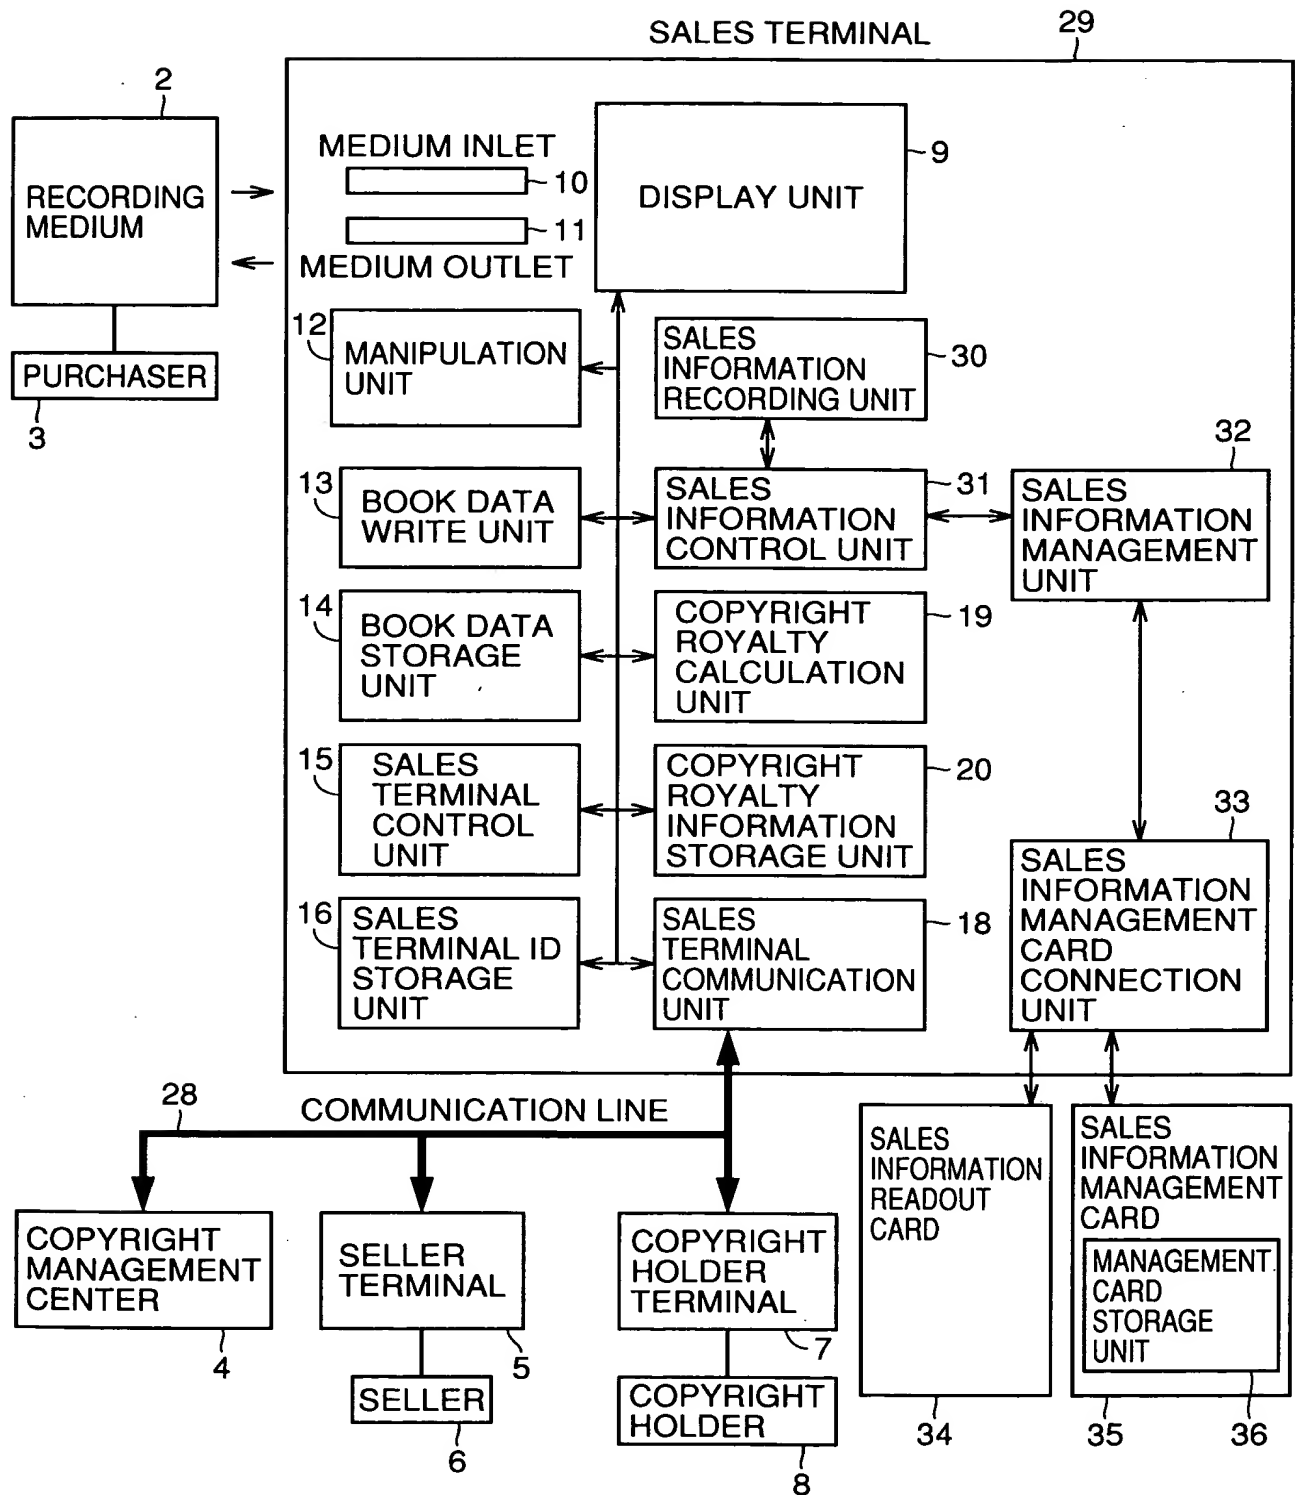 SALES TERMINAL
29
2
RECORDING
MEDIUM
PURCHASER
3
MEDIUM INLET
10
11
MEDIUM OUTLET
DISPLAY UNIT
9
12
MANIPULATION
UNIT
SALES
INFORMATION
RECORDING UNIT
30
13
BOOK DATA
WRITE UNIT
SALES
INFORMATION
CONTROL UNIT
31
32
SALES
INFORMATION
MANAGEMENT
UNIT
14
BOOK DATA
STORAGE
UNIT
COPYRIGHT
ROYALTY
CALCULATION
UNIT
19
15
SALES
TERMINAL
CONTROL
UNIT
COPYRIGHT
ROYALTY
INFORMATION
STORAGE UNIT
20
33
SALES
INFORMATION
MANAGEMENT
CARD
CONNECTION
UNIT
16
SALES
TERMINAL ID
STORAGE
UNIT
SALES
TERMINAL
COMMUNICATION
UNIT
18
28
COMMUNICATION LINE
COPYRIGHT
MANAGEMENT
CENTER
4
SELLER
TERMINAL
5
SELLER
6
COPYRIGHT
HOLDER
TERMINAL
7
COPYRIGHT
HOLDER
8
SALES
INFORMATION
READOUT
CARD
34
SALES
INFORMATION
MANAGEMENT
CARD
MANAGEMENT
CARD
STORAGE
UNIT
35
36